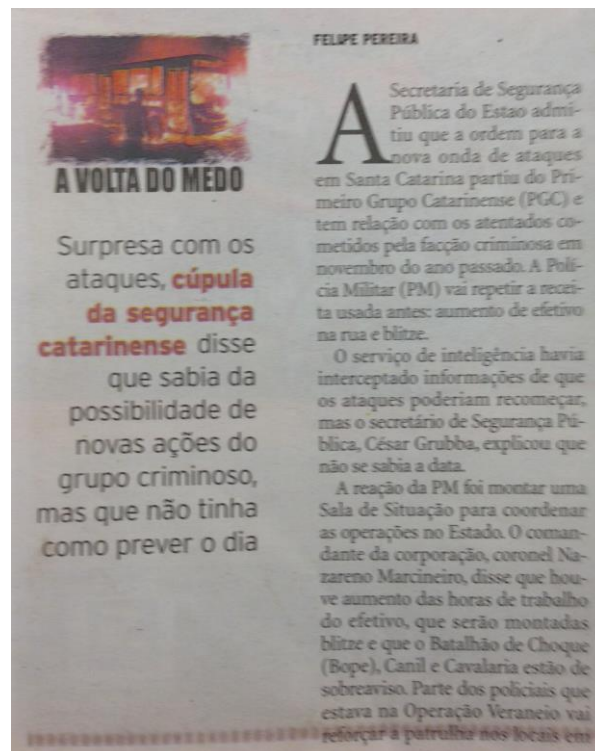 A VOLTA DO MEDO
Surpresa com os
ataques, cúpula
da segurança
catarinense disse
que sabia da
possibilidade de
novas ações do
grupo criminoso,
mas que não tinha
como prever o dia
FELIPE PEREIRA
A Secretaria de Segurança
Pública do Estao admi-
tiu que a ordem para a
nova onda de ataques
em Santa Catarina partiu do Pri-
meiro Grupo Catarinense (PGC) e
tem relação com os atentados co-
metidos pela facção criminosa em
novembro do ano passado. A Polí-
cia Militar (PM) vai repetir a recei-
ta usada antes: aumento de efetivo
na rua e blitze.
O serviço de inteligência havia
interceptado informações de que
os ataques poderiam recomeçar,
mas o secretário de Segurança Pú-
blica, César Grubba, explicou que
não se sabia a data.
A reação da PM foi montar uma
Sala de Situação para coordenar
as operações no Estado. O coman-
dante da corporação, coronel Na-
zareno Marcineiro, disse que hou-
ve aumento das horas de trabalho
do efetivo, que serão montadas
blitze e que o Batalhão de Choque
(Bope), Canil e Cavalaria estão de
sobreaviso. Parte dos policiais que
estava na Operação Veraneio vai
reforçar a patrulha nos locais em